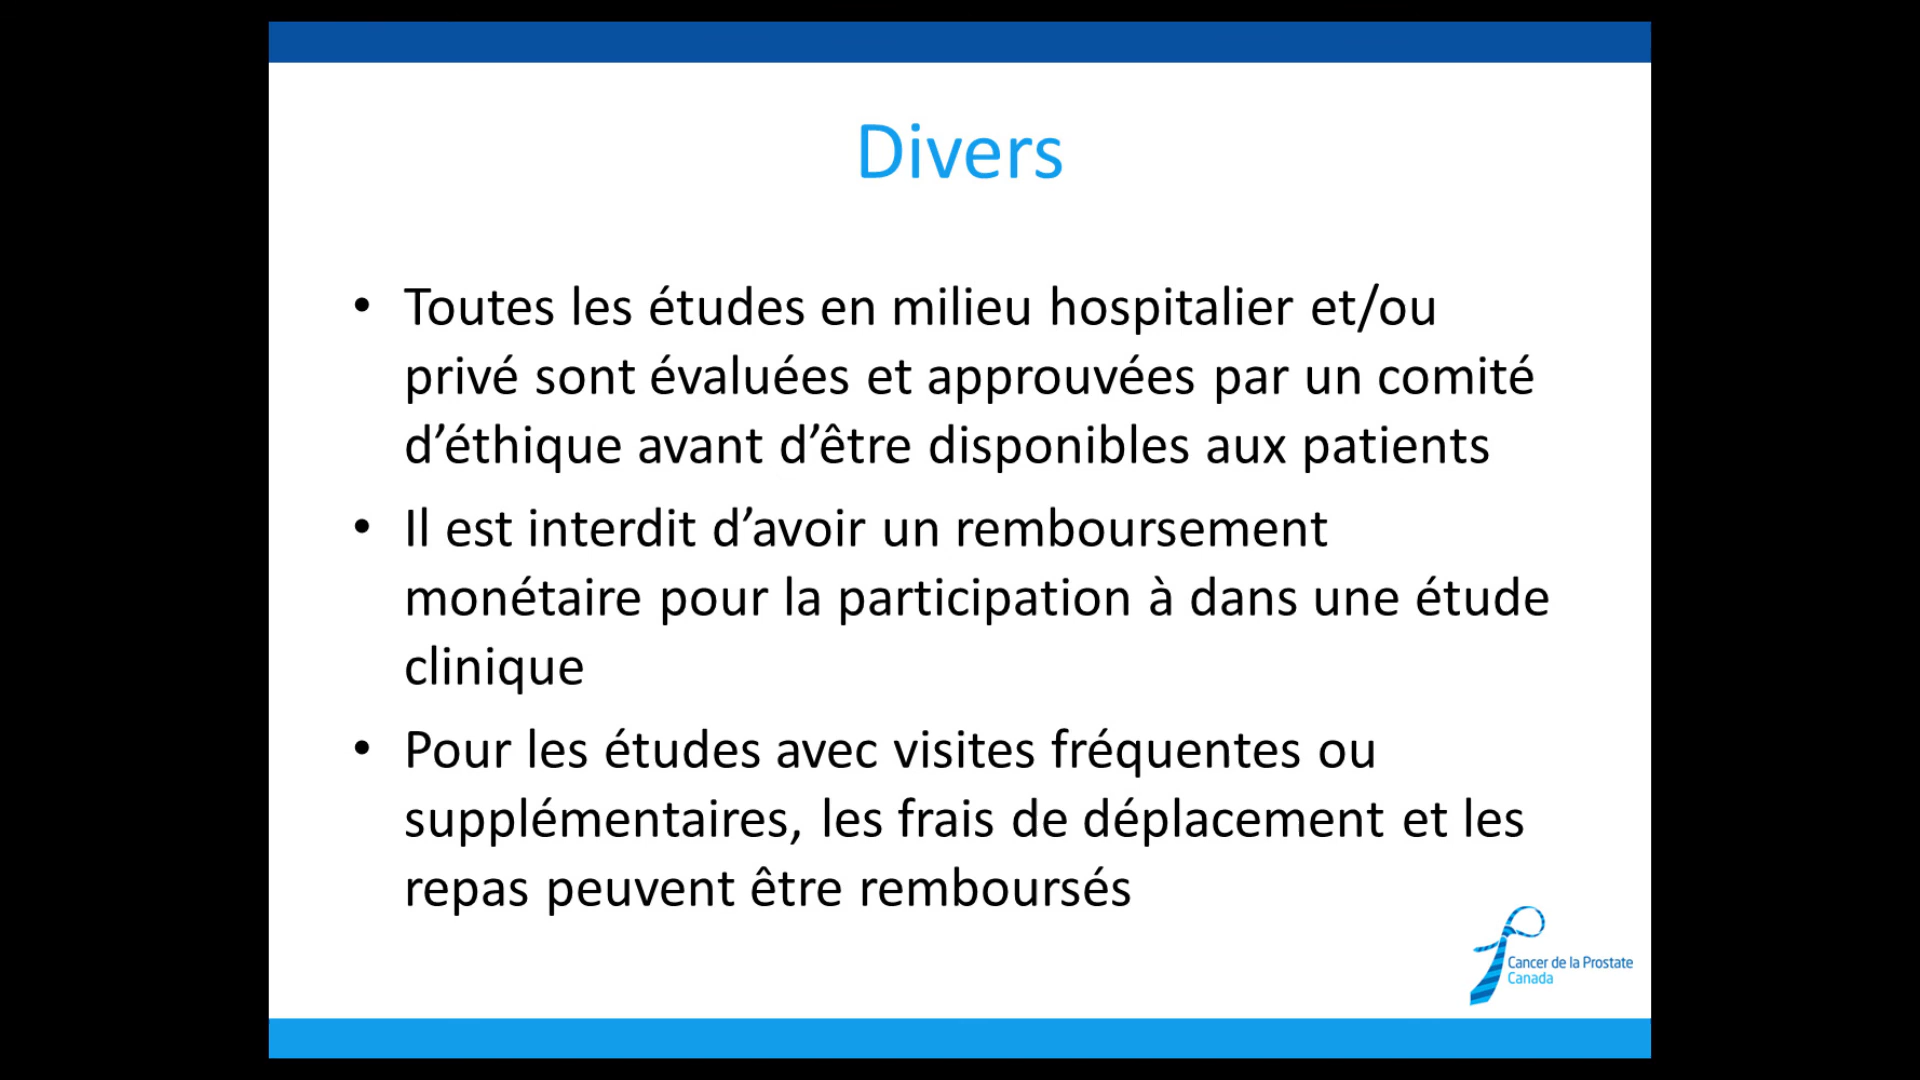 Divers
• Toutes les études en milieu hospitalier et/ou
privé sont évaluées et approuvées par un comité
d’éthique avant d’être disponibles aux patients
• Il est interdit d’avoir un remboursement
monétaire pour la participation à dans une étude
clinique
• Pour les études avec visites fréquentes ou
supplémentaires, les frais de déplacement et les
repas peuvent être remboursés
Cancer de la Prostate
Canada